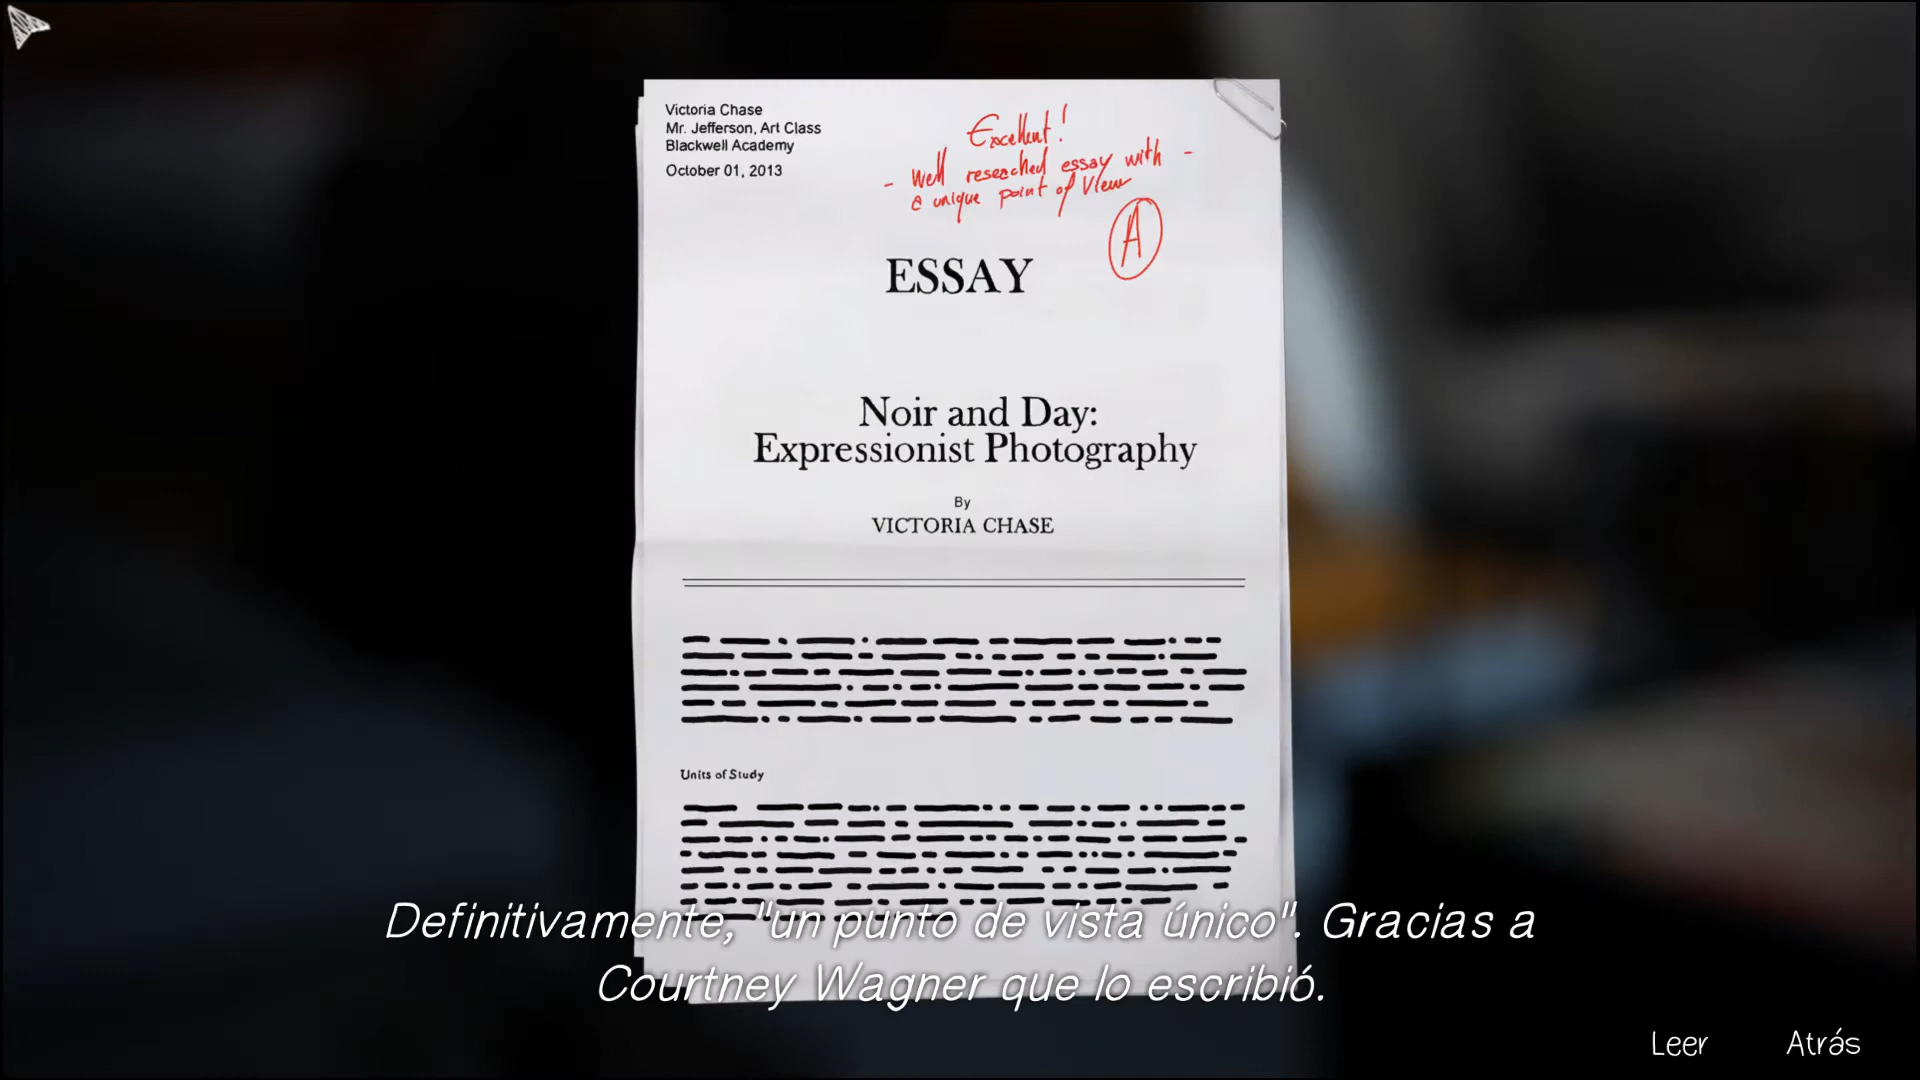 Victoria Chase
Mr. Jefferson, Art Class
Blackwell Academy
October 01, 2013
Excellent!
- Well reseached essay with -
a unique point of View
A
ESSAY
Noir and Day:
Expressionist Photography
By
VICTORIA CHASE
Units of Study
Definitivamente, "un punto de vista único". Gracias a
Courtney Wagner que lo escribió.
Leer Atrás